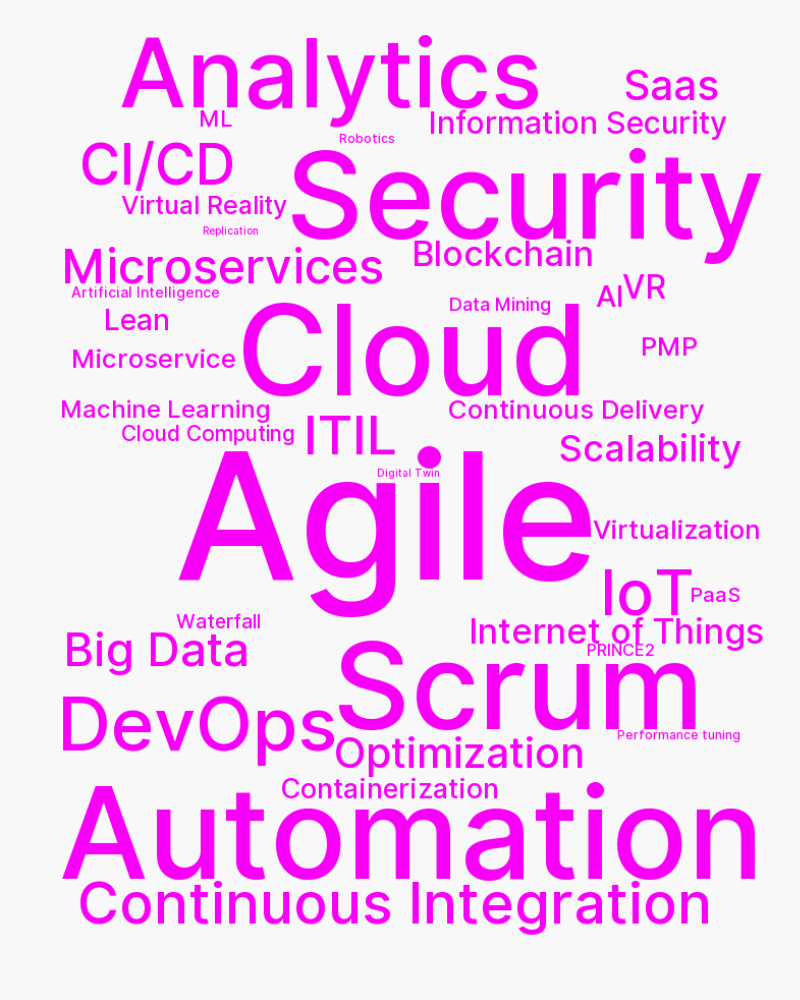 Analytics
Saas
ML
Information Security
Robotics
CI/CD
Security
Virtual Reality
Replication
Blockchain
Microservices
Artificial Intelligence
AI
VR
Data Mining
Lean
Cloud
PMP
Microservice
Machine Learning
Continuous Delivery
Cloud Computing
ITIL
Scalability
Digital Twin
Agile
Virtualization
IoT
PaaS
Waterfall
Internet of Things
Big Data
PRINCE2
Scrum
DevOps
Performance tuning
Optimization
Containerization
Automation
Continuous Integration